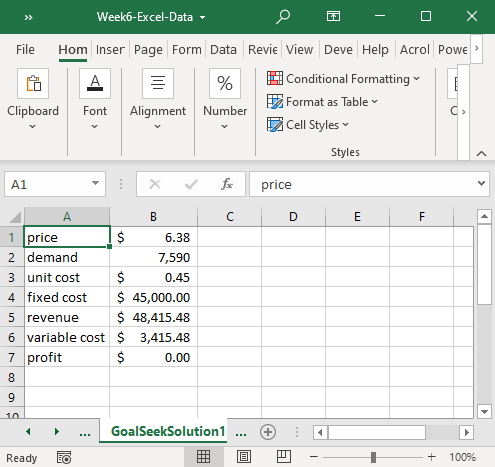 Week6-Excel-Data
File Hom Inser Page Form Data Revie View Deve Help Acrol Powe
Clipboard Font Alignment Number
Conditional Formatting
Format as Table
Cell Styles
Styles
A1 fx price
A B C D E F
1 price $ 6.38
2 demand 7,590
3 unit cost $ 0.45
4 fixed cost $ 45,000.00
5 revenue $ 48,415.48
6 variable cost $ 3,415.48
7 profit $ 0.00
8
9
10
... GoalSeekSolution1 ...
Ready 100%